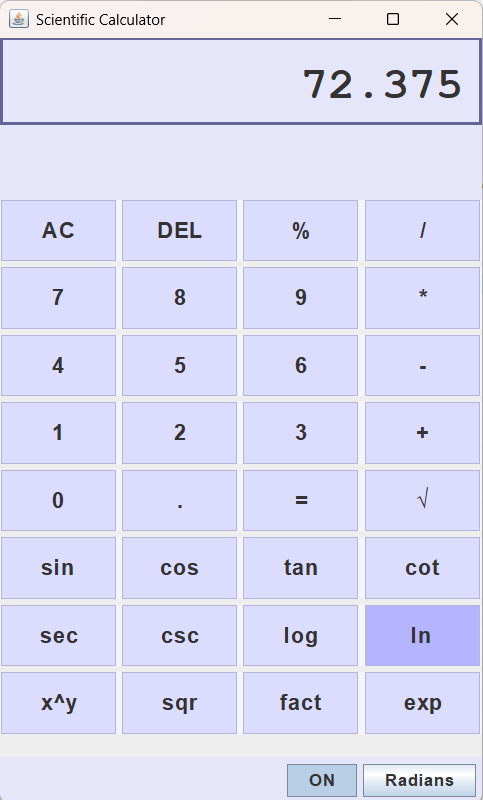 Scientific Calculator
72.375
AC DEL % /
7 8 9 *
4 5 6 -
1 2 3 +
0 . = √
sin cos tan cot
sec csc log ln
x^y sqr fact exp
ON Radians